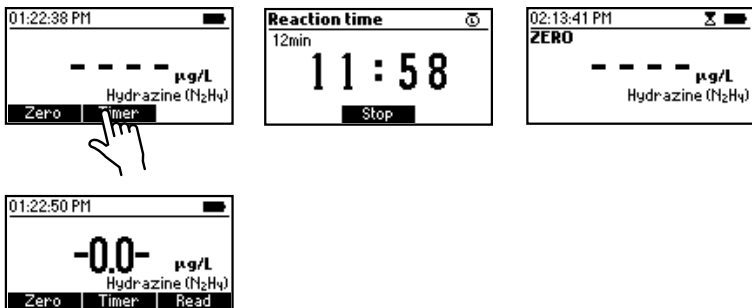 01:22:38 PM
- - - - µg/L
Hydrazine (N₂H₄)
Zero Timer
Reaction time
12min
11:58
Stop
02:13:41 PM
ZERO
- - - - µg/L
Hydrazine (N₂H₄)
01:22:50 PM
-0.0- µg/L
Hydrazine (N₂H₄)
Zero Timer Read